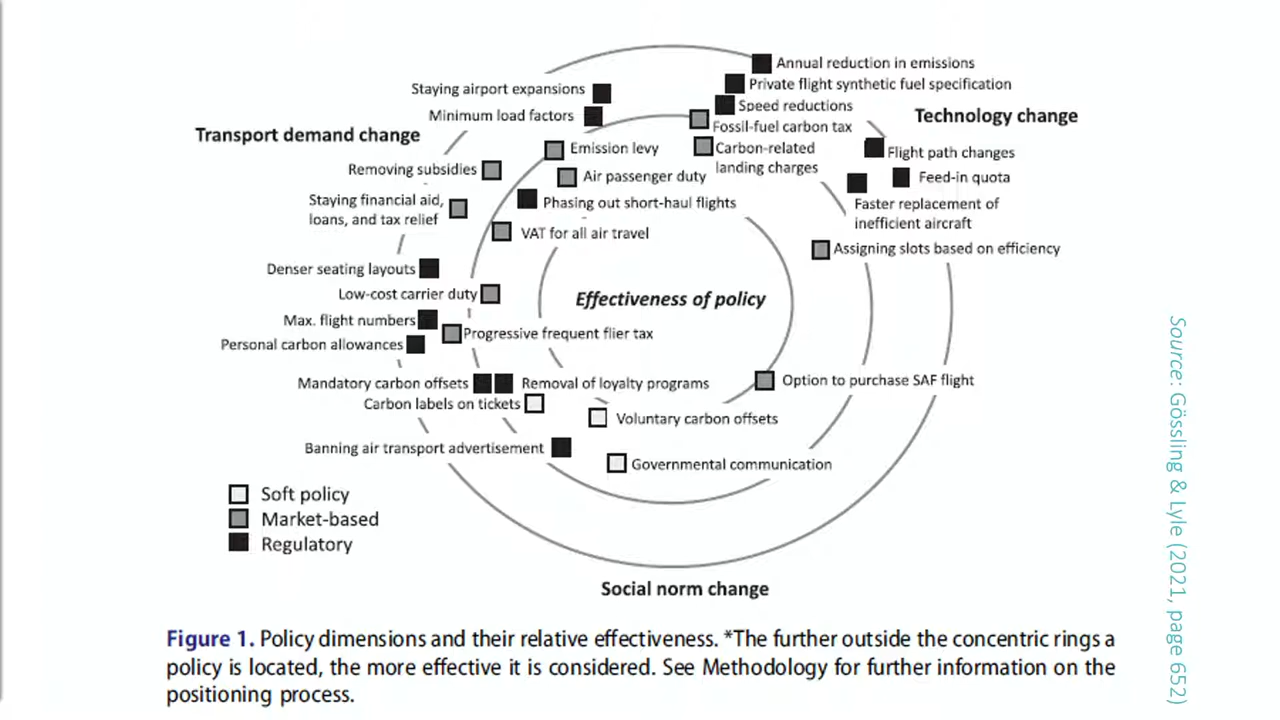 Annual reduction in emissions
Private flight synthetic fuel specification
Staying airport expansions
Speed reductions
Minimum load factors
Technology change
Fossil-fuel carbon tax
Transport demand change
Emission levy
Carbon-related
landing charges
Flight path changes
Removing subsidies
Air passenger duty
Feed-in quota
Staying financial aid,
loans, and tax relief
Phasing out short-haul flights
Faster replacement of
inefficient aircraft
VAT for all air travel
Assigning slots based on efficiency
Denser seating layouts
Low-cost carrier duty
Effectiveness of policy
Max. flight numbers
Progressive frequent flier tax
Personal carbon allowances
Mandatory carbon offsets
Removal of loyalty programs
Option to purchase SAF flight
Carbon labels on tickets
Voluntary carbon offsets
Banning air transport advertisement
Governmental communication
Soft policy
Market-based
Regulatory
Social norm change
Figure 1. Policy dimensions and their relative effectiveness. *The further outside the concentric rings a
policy is located, the more effective it is considered. See Methodology for further information on the
positioning process.
Source: Gössling & Lyle (2021, page 652)